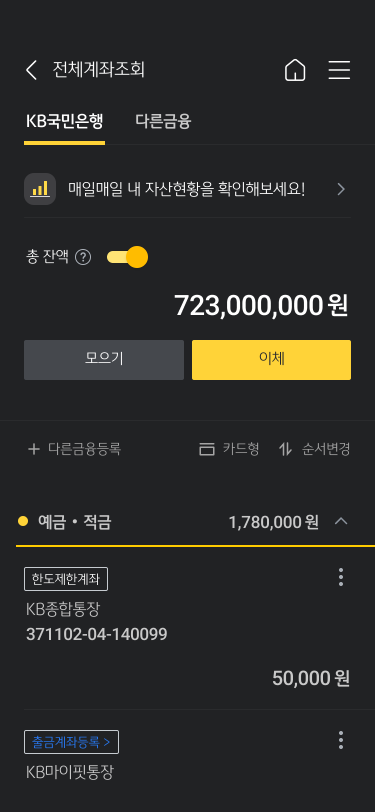 전체계좌조회
KB국민은행 다른금융
매일매일 내 자산현황을 확인해보세요!
총 잔액 ?
723,000,000 원
모으기 이체
다른금융등록 카드형 순서변경
예금 • 적금 1,780,000 원
한도제한계좌
KB종합통장
371102-04-140099
50,000 원
출금계좌등록 >
KB마이핏통장